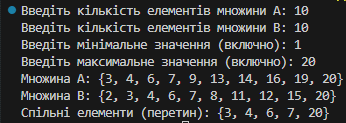 Введіть кількість елементів множини A: 10
Введіть кількість елементів множини B: 10
Введіть мінімальне значення (включно): 1
Введіть максимальне значення (включно): 20
Множина A: {3, 4, 6, 7, 9, 13, 14, 16, 19, 20}
Множина B: {2, 3, 4, 6, 7, 8, 11, 12, 15, 20}
Спільні елементи (перетин): {3, 4, 6, 7, 20}